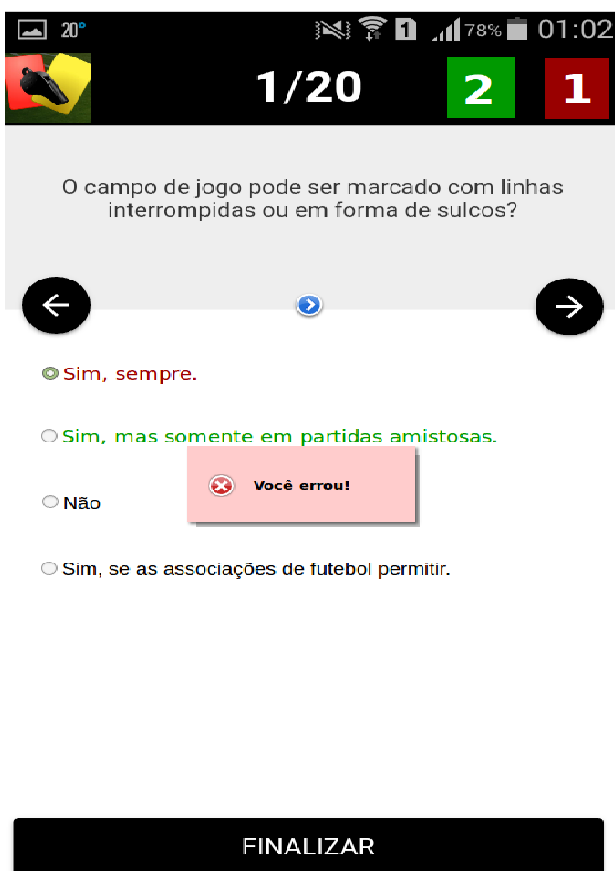 20°
1
78%
01:02
1/20
2
1
O campo de jogo pode ser marcado com linhas
interrompidas ou em forma de sulcos?
Sim, sempre.
Sim, mas somente em partidas amistosas.
Você errou!
Não
Sim, se as associações de futebol permitir.
FINALIZAR